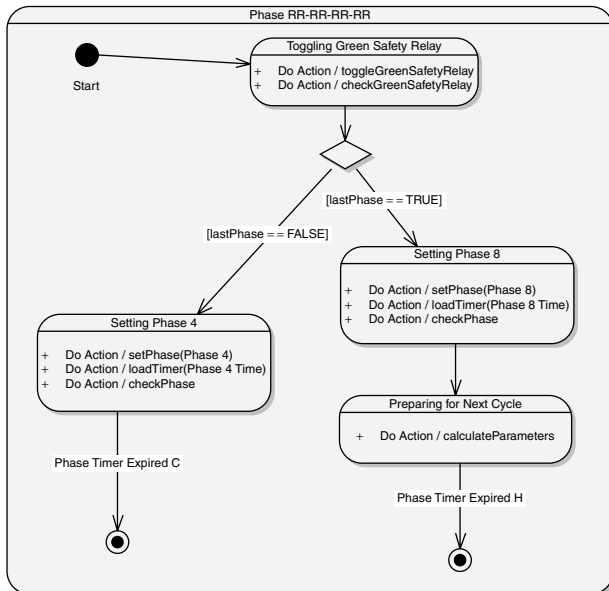 Phase RR-RR-RR-RR
Start
Toggling Green Safety Relay
+ Do Action / toggleGreenSafetyRelay
+ Do Action / checkGreenSafetyRelay
[lastPhase == TRUE]
[lastPhase == FALSE]
Setting Phase 8
+ Do Action / setPhase(Phase 8)
+ Do Action / loadTimer(Phase 8 Time)
+ Do Action / checkPhase
Setting Phase 4
+ Do Action / setPhase(Phase 4)
+ Do Action / loadTimer(Phase 4 Time)
+ Do Action / checkPhase
Preparing for Next Cycle
+ Do Action / calculateParameters
Phase Timer Expired C
Phase Timer Expired H